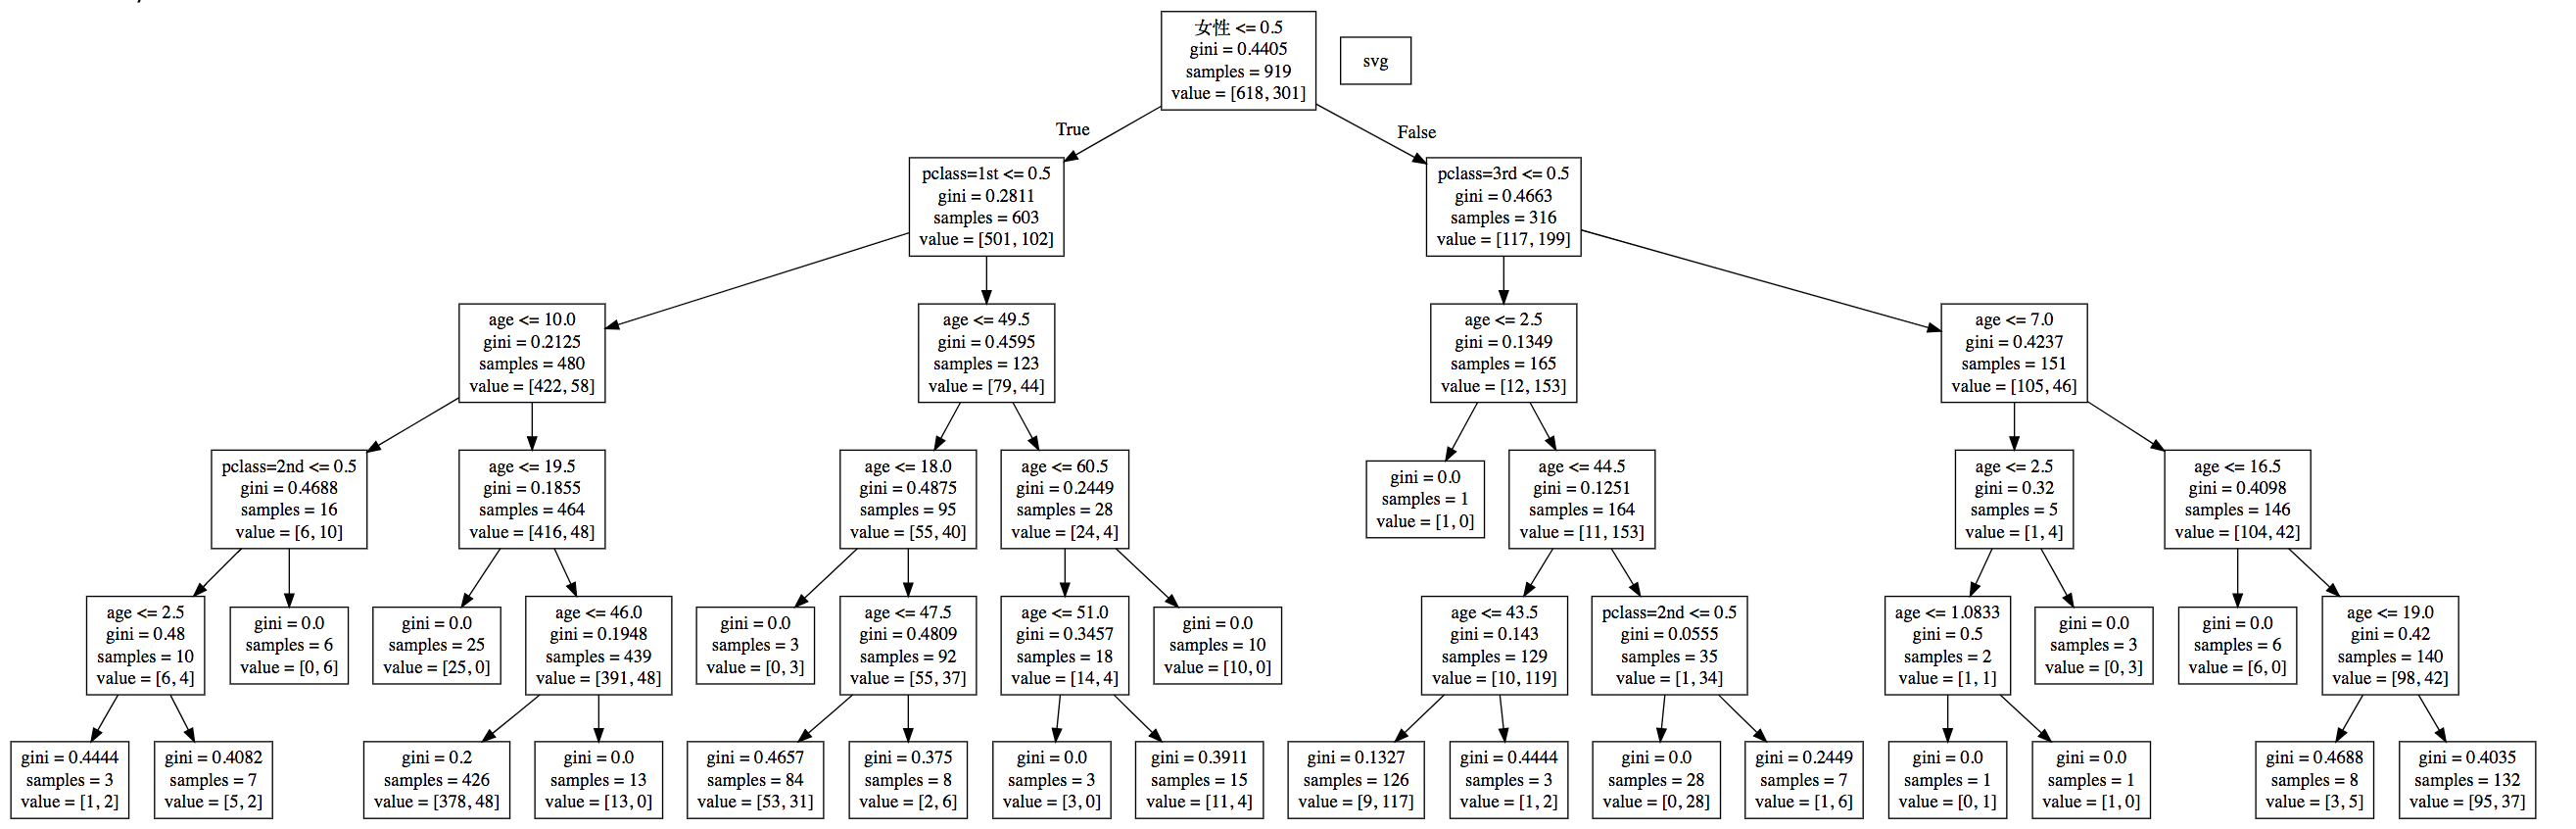 女性 <= 0.5
gini = 0.4405
samples = 919
value = [618, 301]
svg
True
False
pclass=1st <= 0.5
gini = 0.2811
samples = 603
value = [501, 102]
pclass=3rd <= 0.5
gini = 0.4663
samples = 316
value = [117, 199]
age <= 10.0
gini = 0.2125
samples = 480
value = [422, 58]
age <= 49.5
gini = 0.4595
samples = 123
value = [79, 44]
age <= 2.5
gini = 0.1349
samples = 165
value = [12, 153]
age <= 7.0
gini = 0.4237
samples = 151
value = [105, 46]
pclass=2nd <= 0.5
gini = 0.4688
samples = 16
value = [6, 10]
age <= 19.5
gini = 0.1855
samples = 464
value = [416, 48]
age <= 18.0
gini = 0.4875
samples = 95
value = [55, 40]
age <= 60.5
gini = 0.2449
samples = 28
value = [24, 4]
gini = 0.0
samples = 1
value = [1, 0]
age <= 44.5
gini = 0.1251
samples = 164
value = [11, 153]
age <= 2.5
gini = 0.32
samples = 5
value = [1, 4]
age <= 16.5
gini = 0.4098
samples = 146
value = [104, 42]
age <= 2.5
gini = 0.48
samples = 10
value = [6, 4]
gini = 0.0
samples = 6
value = [0, 6]
gini = 0.0
samples = 25
value = [25, 0]
age <= 46.0
gini = 0.1948
samples = 439
value = [391, 48]
gini = 0.0
samples = 3
value = [0, 3]
age <= 47.5
gini = 0.4809
samples = 92
value = [55, 37]
age <= 51.0
gini = 0.3457
samples = 18
value = [14, 4]
gini = 0.0
samples = 10
value = [10, 0]
age <= 43.5
gini = 0.143
samples = 129
value = [10, 119]
pclass=2nd <= 0.5
gini = 0.0555
samples = 35
value = [1, 34]
age <= 1.0833
gini = 0.5
samples = 2
value = [1, 1]
gini = 0.0
samples = 3
value = [0, 3]
gini = 0.0
samples = 6
value = [6, 0]
age <= 19.0
gini = 0.42
samples = 140
value = [98, 42]
gini = 0.4444
samples = 3
value = [1, 2]
gini = 0.4082
samples = 7
value = [5, 2]
gini = 0.2
samples = 426
value = [378, 48]
gini = 0.0
samples = 13
value = [13, 0]
gini = 0.4657
samples = 84
value = [53, 31]
gini = 0.375
samples = 8
value = [2, 6]
gini = 0.0
samples = 3
value = [3, 0]
gini = 0.3911
samples = 15
value = [11, 4]
gini = 0.1327
samples = 126
value = [9, 117]
gini = 0.4444
samples = 3
value = [1, 2]
gini = 0.0
samples = 28
value = [0, 28]
gini = 0.2449
samples = 7
value = [1, 6]
gini = 0.0
samples = 1
value = [0, 1]
gini = 0.0
samples = 1
value = [1, 0]
gini = 0.4688
samples = 8
value = [3, 5]
gini = 0.4035
samples = 132
value = [95, 37]